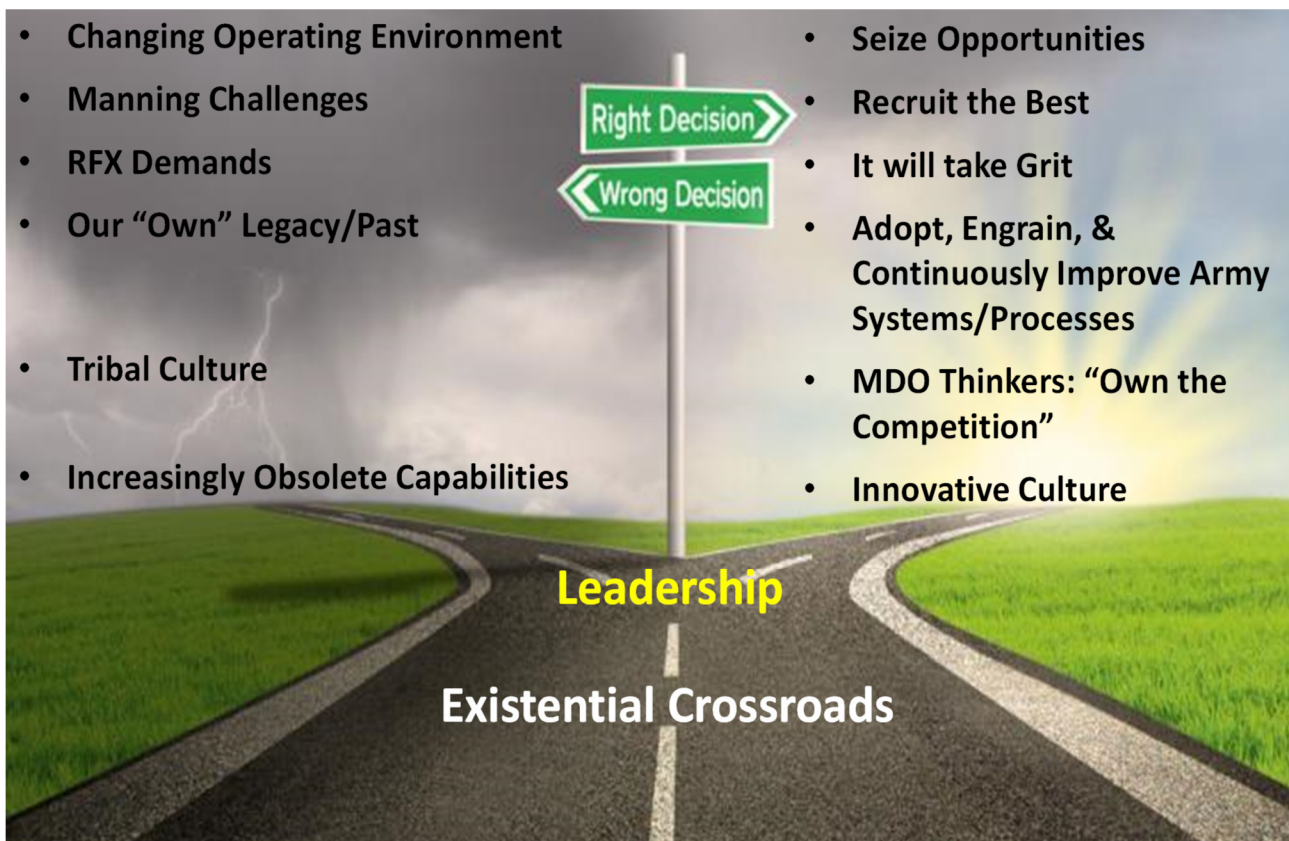 • Changing Operating Environment
• Manning Challenges
• RFX Demands
• Our “Own” Legacy/Past
• Tribal Culture
• Increasingly Obsolete Capabilities
Right Decision
Wrong Decision
• Seize Opportunities
• Recruit the Best
• It will take Grit
• Adopt, Engrain, &
Continuously Improve Army
Systems/Processes
• MDO Thinkers: “Own the
Competition”
• Innovative Culture
Leadership
Existential Crossroads